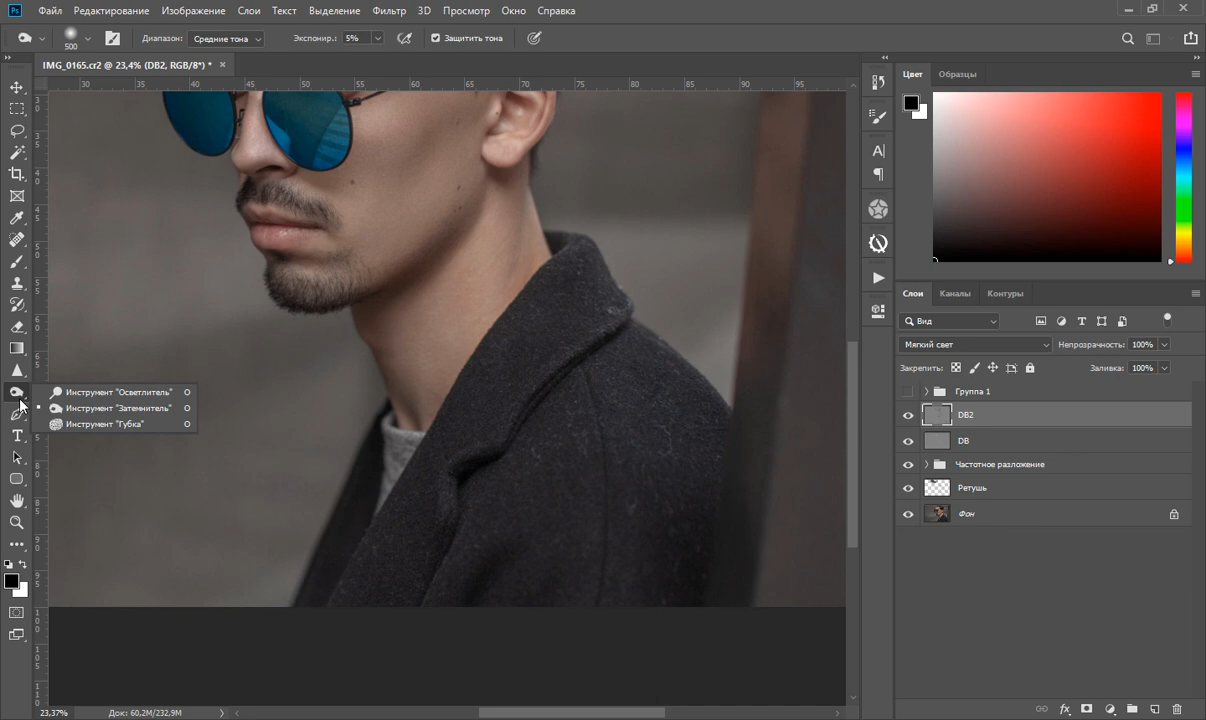 Ps Файл Редактирование Изображение Слои Текст Выделение Фильтр 3D Просмотр Окно Справка
500 Диапазон: Средние тона Экспонир.: 5% Защитить тона
IMG_0165.cr2 @ 23,4% (DB2, RGB/8*) * ×
30 35 40 45 50 55 60 65 70 75 80 85 90 95
Инструмент "Осветлитель" O
Инструмент "Затемнитель" O
Инструмент "Губка" O
Цвет Образцы
Слои Каналы Контуры
Вид
Мягкий свет Непрозрачность: 100%
Закрепить: Заливка: 100%
Группа 1
DB2
DB
Частотное разложение
Ретушь
Фон
23,37% Док: 60,2M/232,9M